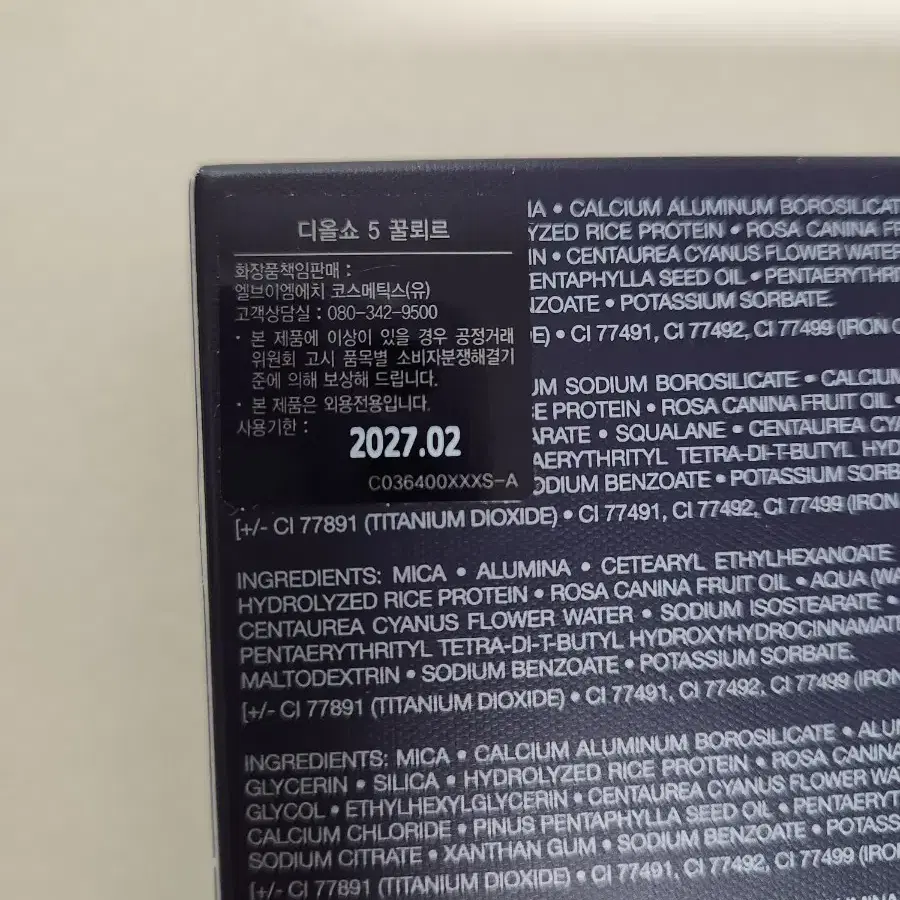 디올쇼 5 꿀뢰르
화장품책임판매 :
엘브이엠에치 코스메틱스(유)
고객상담실 : 080-342-9500
· 본 제품에 이상이 있을 경우 공정거래
위원회 고시 품목별 소비자분쟁해결기
준에 의해 보상해 드립니다.
· 본 제품은 외용전용입니다.
사용기한 :
2027.02
C036400XXXS-A
IA • CALCIUM ALUMINUM BOROSILICAT
YZED RICE PROTEIN • ROSA CANINA FR
IN • CENTAUREA CYANUS FLOWER WATER
ENTAPHYLLA SEED OIL • PENTAERYTHRI
NZOATE • POTASSIUM SORBATE.
E) • CI 77491, CI 77492, CI 77499 (IRON O
UM SODIUM BOROSILICATE • CALCIUM
E PROTEIN • ROSA CANINA FRUIT OIL •
ARATE • SQUALANE • CENTAUREA CYA
AERYTHRITYL TETRA-DI-T-BUTYL HYDRO
ODIUM BENZOATE • POTASSIUM SORB
[+/- CI 77891 (TITANIUM DIOXIDE) • CI 77491, CI 77492, CI 77499 (IRON
INGREDIENTS: MICA • ALUMINA • CETEARYL ETHYLHEXANOATE
HYDROLYZED RICE PROTEIN • ROSA CANINA FRUIT OIL • AQUA (WA
CENTAUREA CYANUS FLOWER WATER • SODIUM ISOSTEARATE •
PENTAERYTHRITYL TETRA-DI-T-BUTYL HYDROXYHYDROCINNAMATE
MALTODEXTRIN • SODIUM BENZOATE • POTASSIUM SORBATE.
[+/- CI 77891 (TITANIUM DIOXIDE) • CI 77491, CI 77492, CI 77499 (IRON
INGREDIENTS: MICA • CALCIUM ALUMINUM BOROSILICATE • ALUM
GLYCERIN • SILICA • HYDROLYZED RICE PROTEIN • ROSA CANINA
GLYCOL • ETHYLHEXYLGLYCERIN • CENTAUREA CYANUS FLOWER WA
CALCIUM CHLORIDE • PINUS PENTAPHYLLA SEED OIL • PENTAERYT
SODIUM CITRATE • XANTHAN GUM • SODIUM BENZOATE • POTASS
[+/- CI 77891 (TITANIUM DIOXIDE) • CI 77491, CI 77492, CI 77499 (IRO